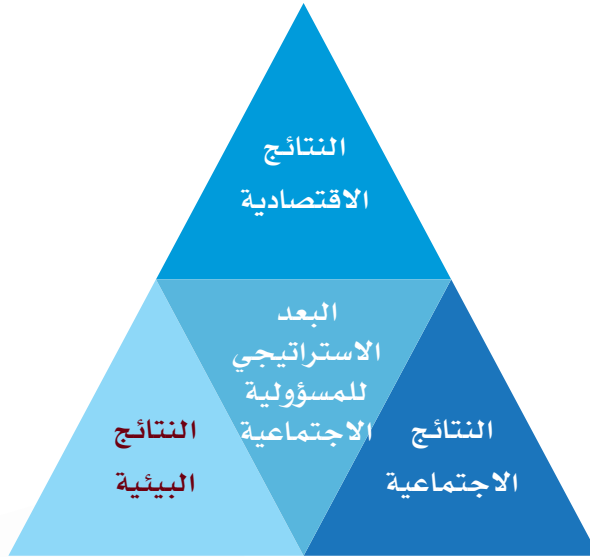 النتائج
الاقتصادية
البعد
الاستراتيجي
للمسؤولية
الاجتماعية
النتائج
الاجتماعية
النتائج
البيئية